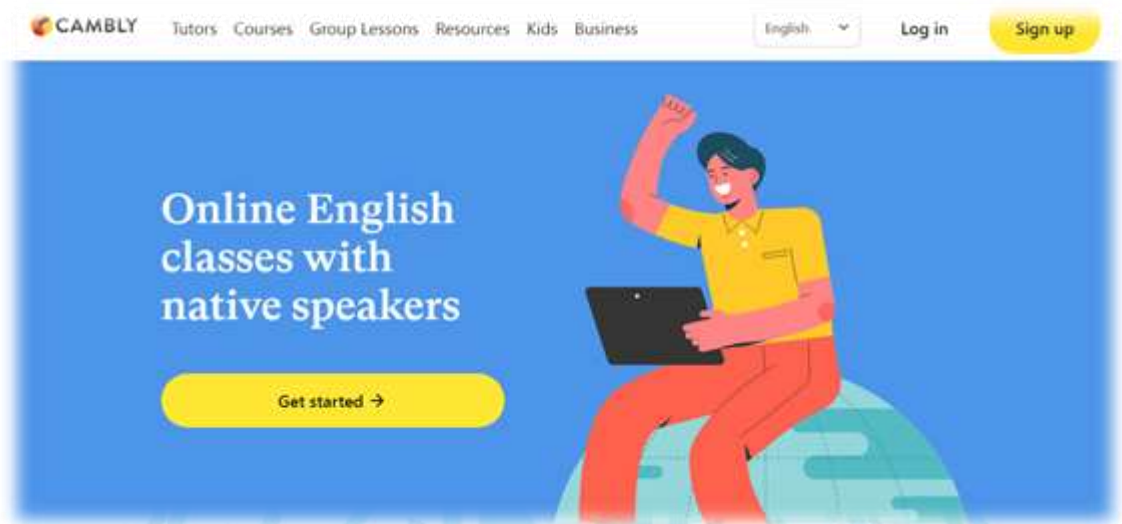 CAMBLY Tutors Courses Group Lessons Resources Kids Business English Log in Sign up
Online English
classes with
native speakers
Get started →